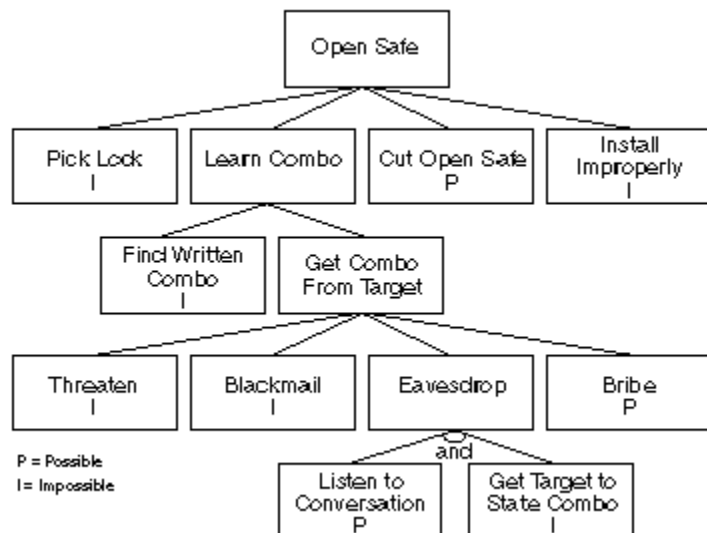 Open Safe
Pick Lock
I
Learn Combo
Cut Open Safe
P
Install
Improperly
I
Find Written
Combo
I
Get Combo
From Target
Threaten
I
Blackmail
I
Eavesdrop
Bribe
P
and
P = Possible
I = Impossible
Listen to
Conversation
P
Get Target to
State Combo
I